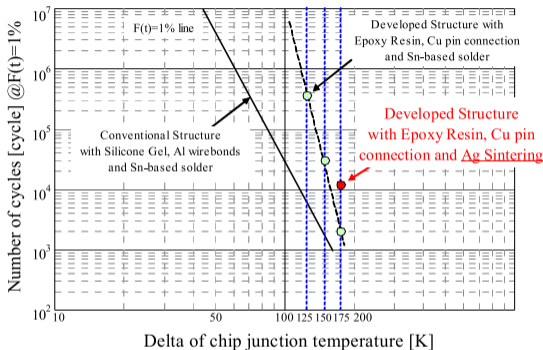 Number of cycles [cycle] @F(t)=1%
10^7
10^6
10^5
10^4
10^3
10^2
F(t)=1% line
Developed Structure with
Epoxy Resin, Cu pin connection
and Sn-based solder
Conventional Structure
with Silicone Gel, Al wirebonds
and Sn-based solder
Developed Structure
with Epoxy Resin, Cu pin
connection and Ag Sintering
10 50 100 125 150 175 200
Delta of chip junction temperature [K]